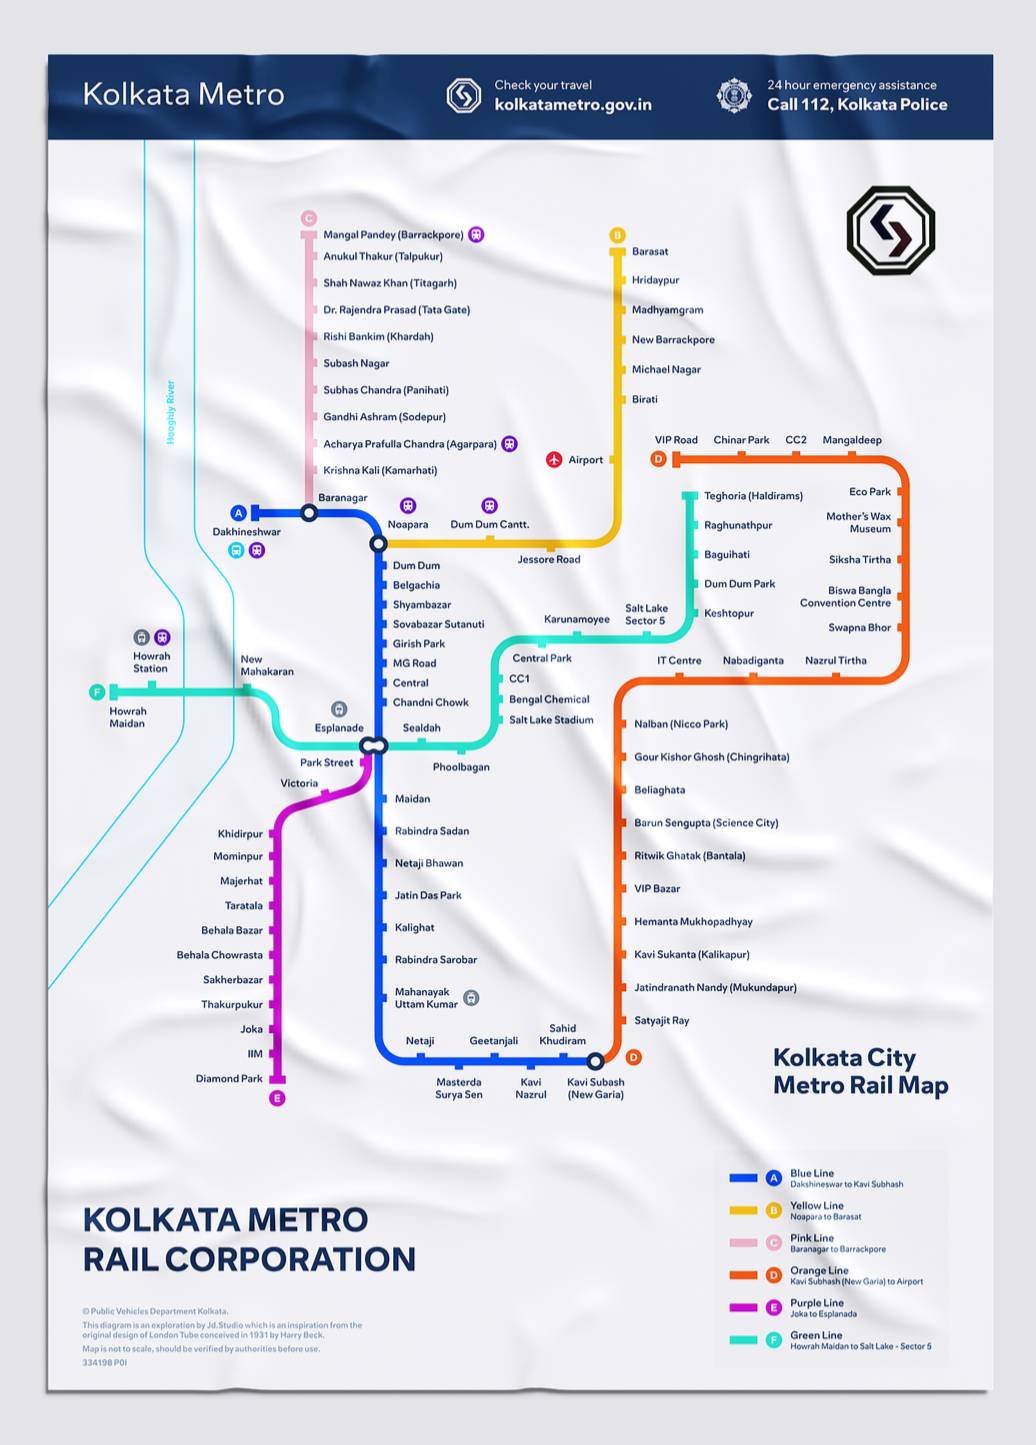 Kolkata Metro
Check your travel
kolkatametro.gov.in
24 hour emergency assistance
Call 112, Kolkata Police
C
Mangal Pandey (Barrackpore)
Anukul Thakur (Talpukur)
Shah Nawaz Khan (Titagarh)
Dr. Rajendra Prasad (Tata Gate)
Rishi Bankim (Khardah)
Subash Nagar
Subhas Chandra (Panihati)
Gandhi Ashram (Sodepur)
Acharya Prafulla Chandra (Agarpara)
Krishna Kali (Kamarhati)
Baranagar
B
Barasat
Hridaypur
Madhyamgram
New Barrackpore
Michael Nagar
Birati
Airport
Hooghly River
A
Dakhineshwar
Noapara
Dum Dum Cantt.
Jessore Road
D
VIP Road
Chinar Park
CC2
Mangaldeep
Eco Park
Mother's Wax
Museum
Siksha Tirtha
Biswa Bangla
Convention Centre
Swapna Bhor
Nazrul Tirtha
Nabadiganta
IT Centre
Teghoria (Haldirams)
Raghunathpur
Baguihati
Dum Dum Park
Keshtopur
Salt Lake
Sector 5
Karunamoyee
Central Park
CC1
Bengal Chemical
Salt Lake Stadium
Phoolbagan
Sealdah
Dum Dum
Belgachia
Shyambazar
Sovabazar Sutanuti
Girish Park
MG Road
Central
Chandni Chowk
Howrah
Station
New
Mahakaran
F
Howrah
Maidan
Esplanade
Park Street
Victoria
Khidirpur
Mominpur
Majerhat
Taratala
Behala Bazar
Behala Chowrasta
Sakherbazar
Thakurpukur
Joka
IIM
Diamond Park
E
Maidan
Rabindra Sadan
Netaji Bhawan
Jatin Das Park
Kalighat
Rabindra Sarobar
Mahanayak
Uttam Kumar
Netaji
Masterda
Surya Sen
Geetanjali
Kavi
Nazrul
Sahid
Khudiram
Kavi Subash
(New Garia)
D
Nalban (Nicco Park)
Gour Kishor Ghosh (Chingrihata)
Beliaghata
Barun Sengupta (Science City)
Ritwik Ghatak (Bantala)
VIP Bazar
Hemanta Mukhopadhyay
Kavi Sukanta (Kalikapur)
Jatindranath Nandy (Mukundapur)
Satyajit Ray
Kolkata City
Metro Rail Map
A
Blue Line
Dakshineswar to Kavi Subhash
B
Yellow Line
Noapara to Barasat
C
Pink Line
Baranagar to Barrackpore
D
Orange Line
Kavi Subhash (New Garia) to Airport
E
Purple Line
Joka to Esplanada
F
Green Line
Howrah Maidan to Salt Lake - Sector 5
KOLKATA METRO
RAIL CORPORATION
© Public Vehicles Department Kolkata.
This diagram is an exploration by Jd.Studio which is an inspiration from the
original design of London Tube conceived in 1931 by Harry Beck.
Map is not to scale, should be verified by authorities before use.
334198 P01